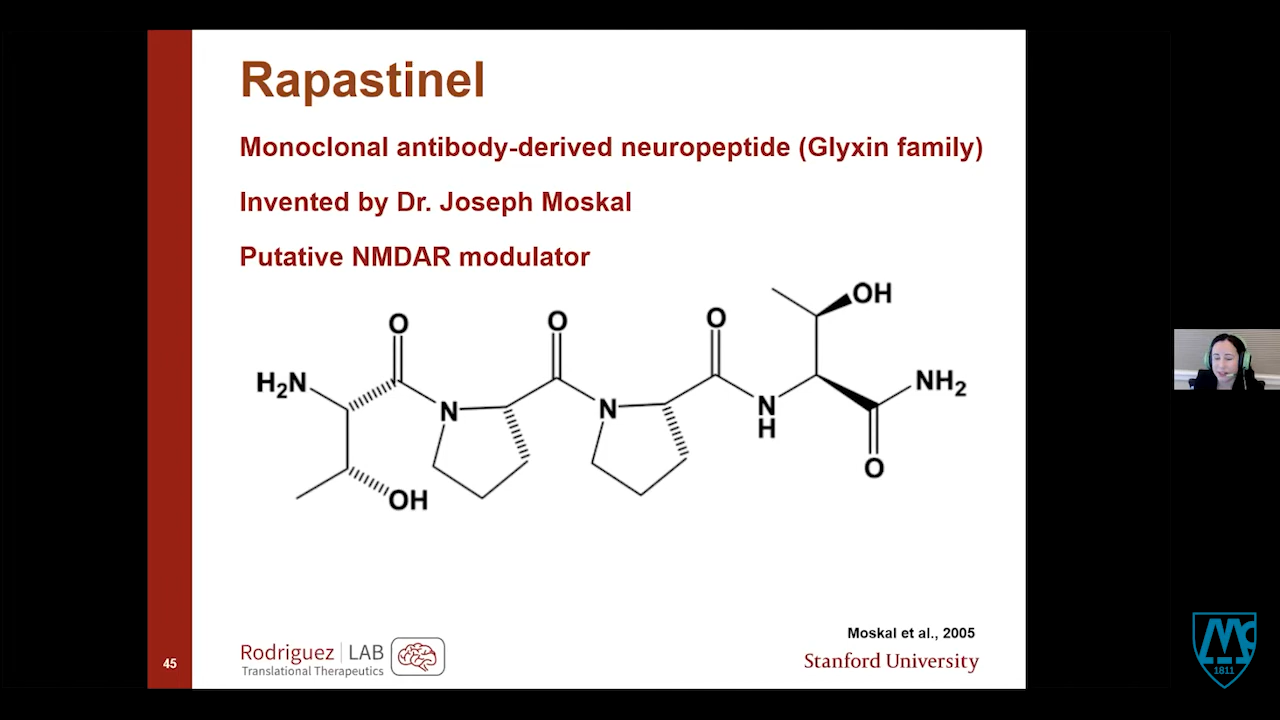 Rapastinel
Monoclonal antibody-derived neuropeptide (Glyxin family)
Invented by Dr. Joseph Moskal
Putative NMDAR modulator
O
O
O
OH
H₂N
N
N
N
H
NH₂
OH
O
Moskal et al., 2005
45
Rodriguez LAB
Translational Therapeutics
Stanford University
1811